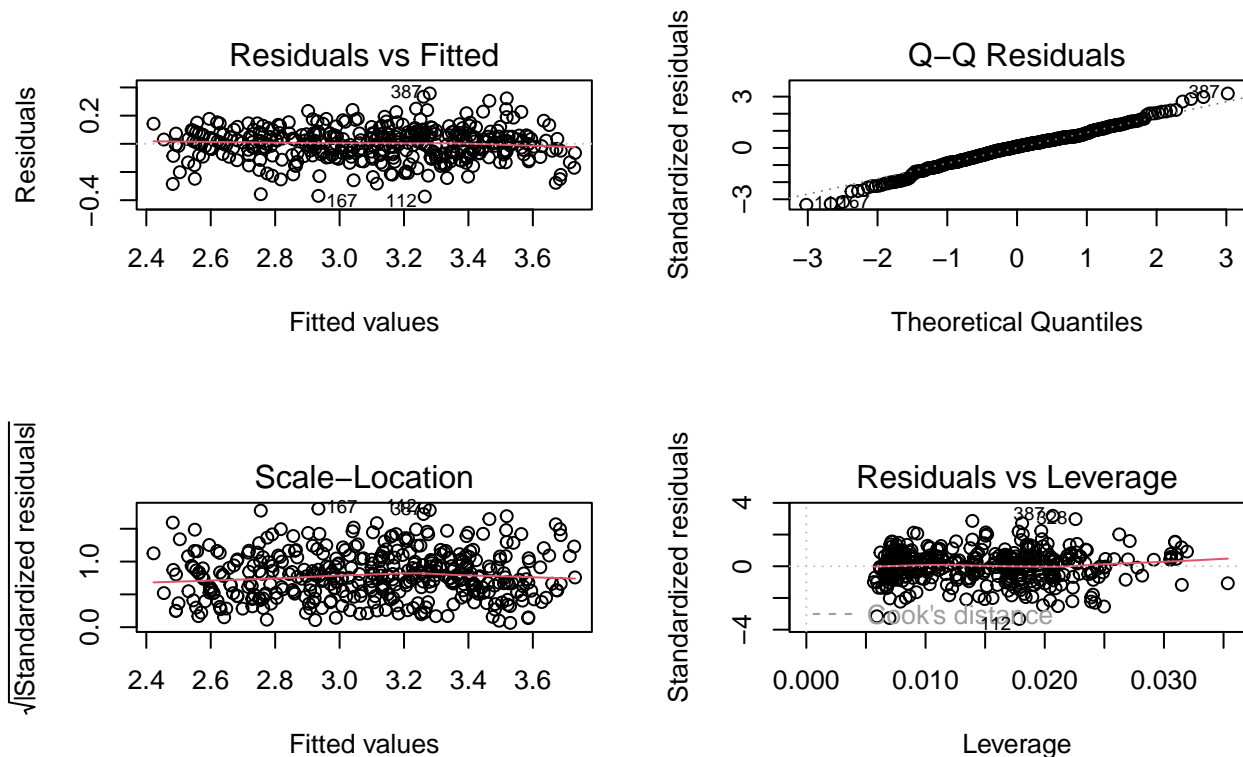 Residuals vs Fitted
Residuals
0.2
−0.4
387
167
112
2.4 2.6 2.8 3.0 3.2 3.4 3.6
Fitted values
Q−Q Residuals
Standardized residuals
3
0
−3
387
−3 −2 −1 0 1 2 3
Theoretical Quantiles
Scale−Location
√|Standardized residuals|
1.0
0.0
167
112
387
2.4 2.6 2.8 3.0 3.2 3.4 3.6
Fitted values
Residuals vs Leverage
Standardized residuals
4
0
−4
387
328
Cook's distance
112
0.000 0.010 0.020 0.030
Leverage